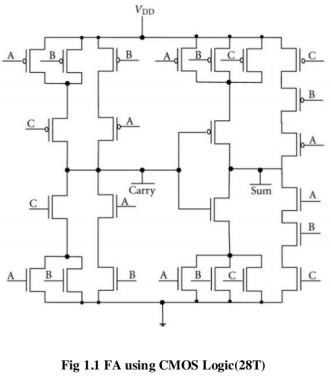 VDD
A B B A B C C
B
C A A
Carry Sum
C A A
B
A B B A B C C
Fig 1.1 FA using CMOS Logic(28T)